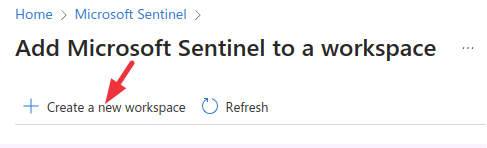 Home > Microsoft Sentinel >
Add Microsoft Sentinel to a workspace ...
+ Create a new workspace Refresh